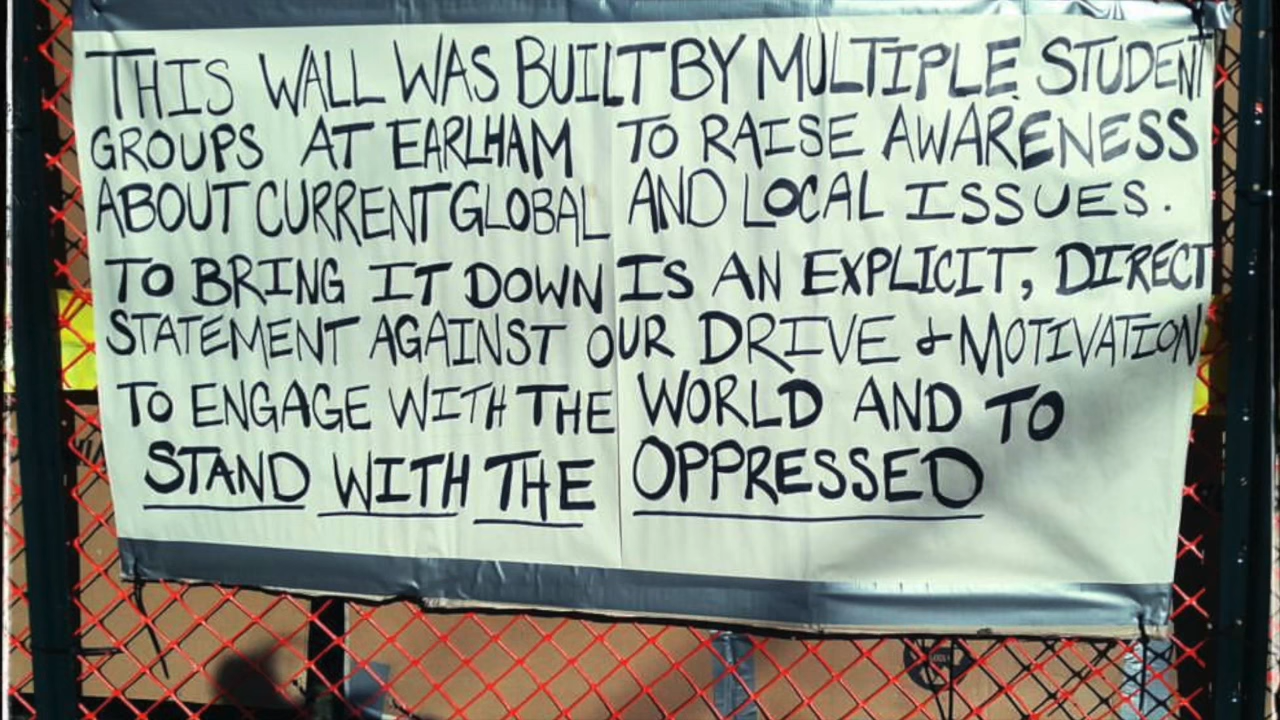 THIS WALL WAS BUILT BY MULTIPLE STUDENT
GROUPS AT EARLHAM TO RAISE AWARENESS
ABOUT CURRENT GLOBAL AND LOCAL ISSUES.
TO BRING IT DOWN IS AN EXPLICIT, DIRECT
STATEMENT AGAINST OUR DRIVE & MOTIVATION
TO ENGAGE WITH THE WORLD AND TO
STAND WITH THE OPPRESSED